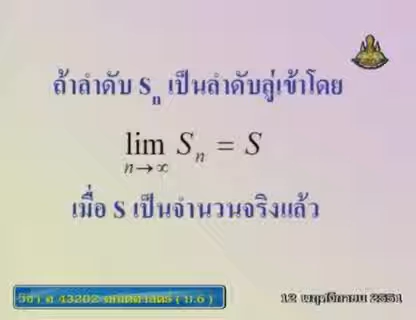 ถ้าลำดับ Sn เป็นลำดับลู่เข้าโดย
lim Sn = S
n→∞
เมื่อ S เป็นจำนวนจริงแล้ว
วิชา ค 43202 คณิตศาสตร์ ( ม.6 )
12 พฤศจิกายน 2551